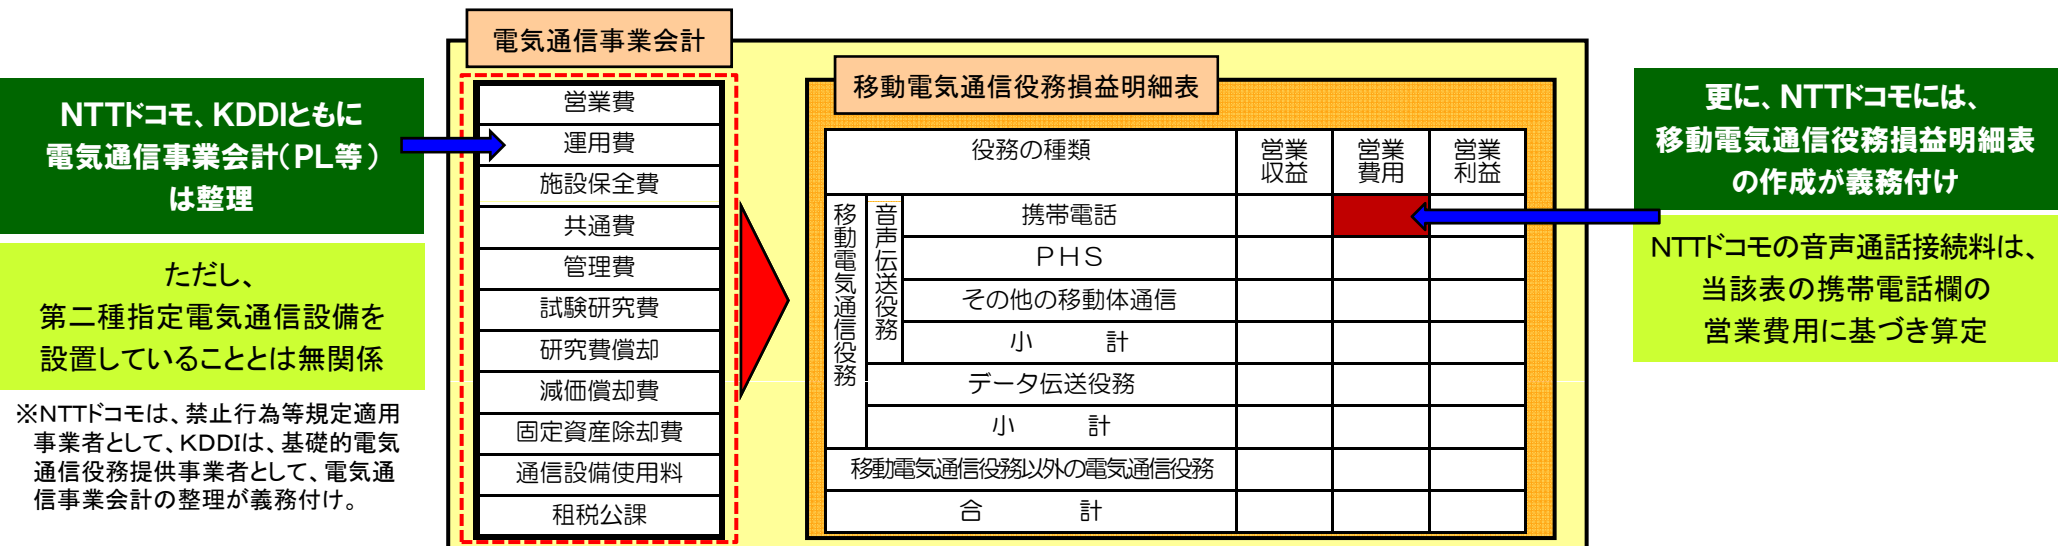 電気通信事業会計
NTTドコモ、KDDIともに
電気通信事業会計(PL等)
は整理
ただし、
第二種指定電気通信設備を
設置していることとは無関係
※NTTドコモは、禁止行為等規定適用
事業者として、KDDIは、基礎的電気
通信役務提供事業者として、電気通
信事業会計の整理が義務付け。
営業費
運用費
施設保全費
共通費
管理費
試験研究費
研究費償却
減価償却費
固定資産除却費
通信設備使用料
租税公課
移動電気通信役務損益明細表
役務の種類
営業
収益
営業
費用
営業
利益
移動電気通信役務
音声伝送役務
携帯電話
PHS
その他の移動体通信
小 計
データ伝送役務
小 計
移動電気通信役務以外の電気通信役務
合 計
更に、NTTドコモには、
移動電気通信役務損益明細表
の作成が義務付け
NTTドコモの音声通話接続料は、
当該表の携帯電話欄の
営業費用に基づき算定